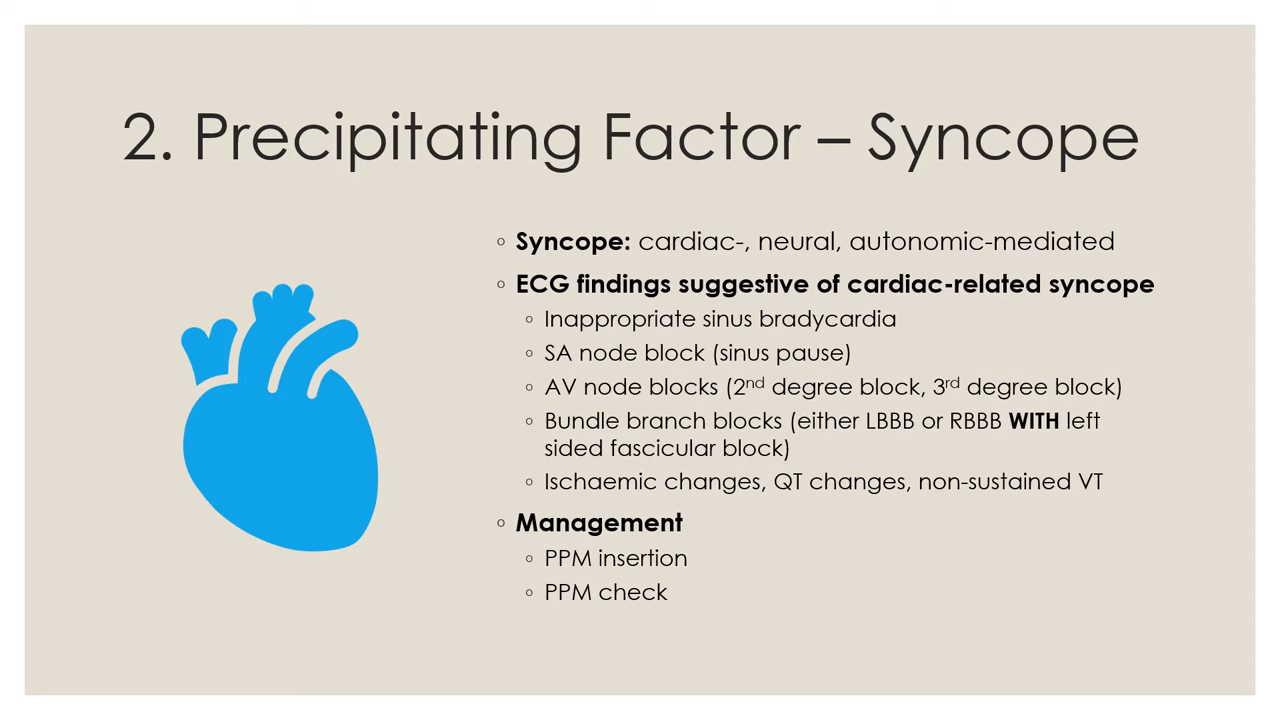 2. Precipitating Factor – Syncope
◦ Syncope: cardiac-, neural, autonomic-mediated
◦ ECG findings suggestive of cardiac-related syncope
◦ Inappropriate sinus bradycardia
◦ SA node block (sinus pause)
◦ AV node blocks (2nd degree block, 3rd degree block)
◦ Bundle branch blocks (either LBBB or RBBB WITH left
sided fascicular block)
◦ Ischaemic changes, QT changes, non-sustained VT
◦ Management
◦ PPM insertion
◦ PPM check